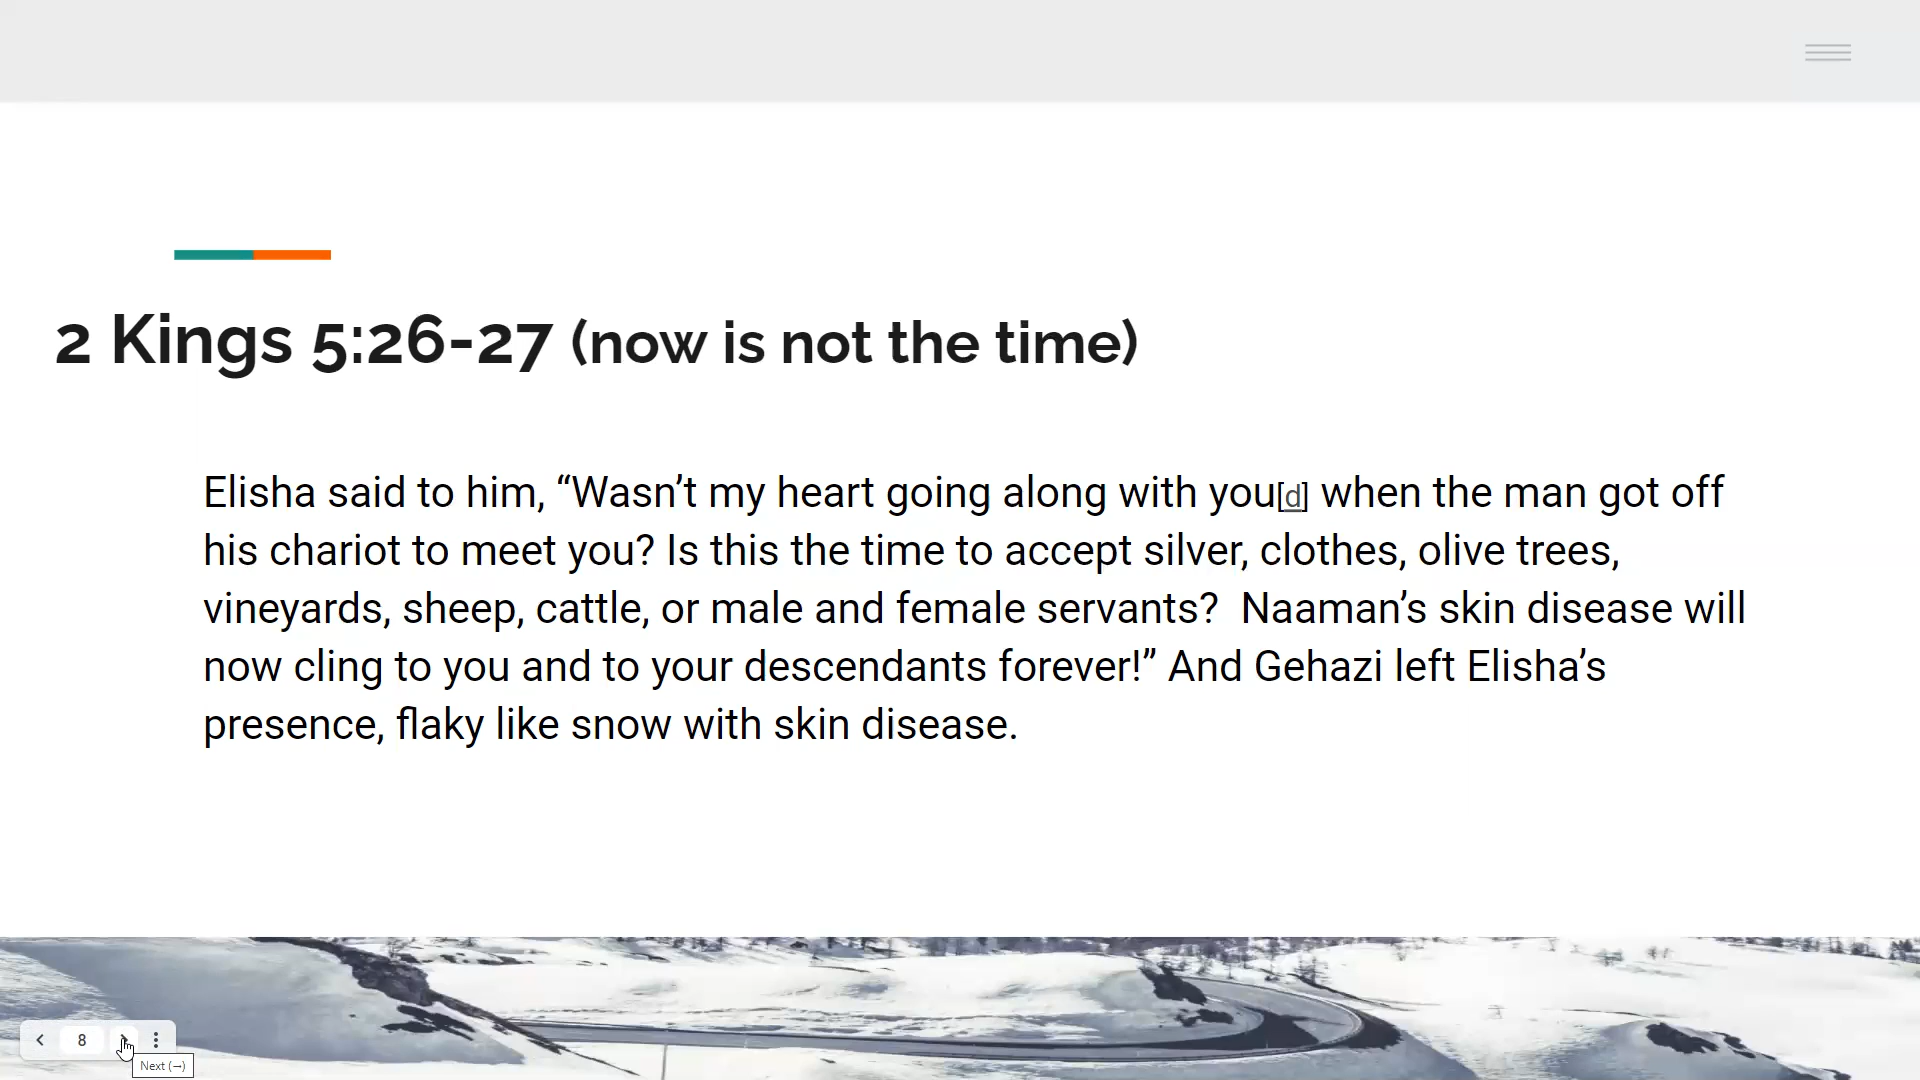 2 Kings 5:26-27 (now is not the time)
Elisha said to him, “Wasn’t my heart going along with you[d] when the man got off
his chariot to meet you? Is this the time to accept silver, clothes, olive trees,
vineyards, sheep, cattle, or male and female servants?  Naaman’s skin disease will
now cling to you and to your descendants forever!” And Gehazi left Elisha’s
presence, flaky like snow with skin disease.
8
Next (→)